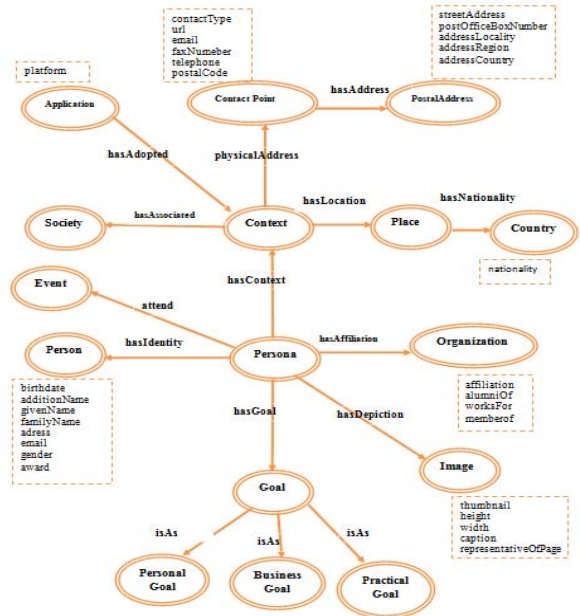 contactType
url
email
faxNumeber
telephone
postalCode
streetAddress
postOfficeBoxNumber
addressLocality
addressRegion
addressCountry
platform
Application
Contact Point
hasAddress
PostalAddress
hasAdopted
physicalAddress
Society
hasAssociated
Context
hasLocation
Place
hasNationality
Country
nationality
Event
hasContext
attend
Person
hasIdentity
Persona
hasAffiliation
Organization
birthdate
additionName
givenName
familyName
adress
email
gender
award
affiliation
alumniOf
worksFor
memberof
hasGoal
hasDepiction
Image
Goal
thumbnail
height
width
caption
representativeOfPage
isAs
isAs
isAs
Personal
Goal
Business
Goal
Practical
Goal